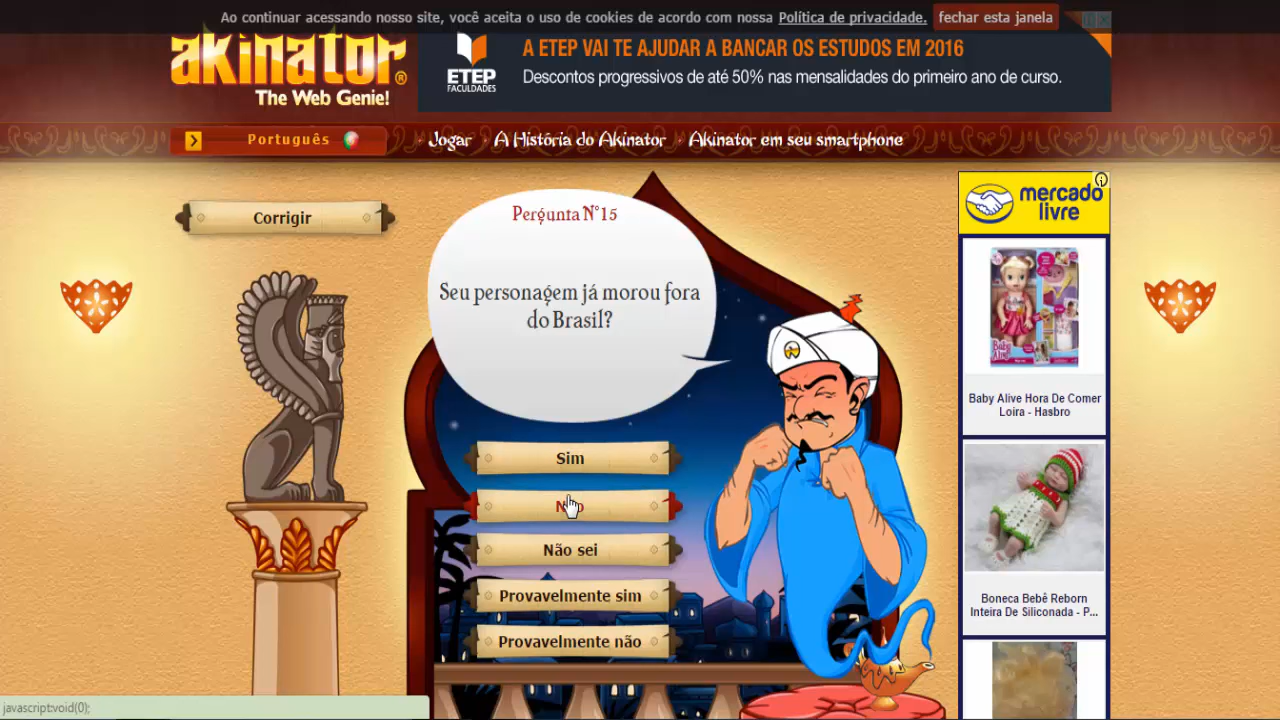 Ao continuar acessando nosso site, você aceita o uso de cookies de acordo com nossa Política de privacidade. fechar esta janela
akinator®
The Web Genie!
ETEP
FACULDADES
A ETEP VAI TE AJUDAR A BANCAR OS ESTUDOS EM 2016
Descontos progressivos de até 50% nas mensalidades do primeiro ano de curso.
Português
Jogar
A História do Akinator
Akinator em seu smartphone
Corrigir
Pergunta N°15
Seu personagem já morou fora
do Brasil?
Sim
Não sei
Provavelmente sim
Provavelmente não
mercado
livre
Baby Alive Hora De Comer
Loira - Hasbro
Boneca Bebê Reborn
Inteira De Siliconada - P...
javascript:void(0);